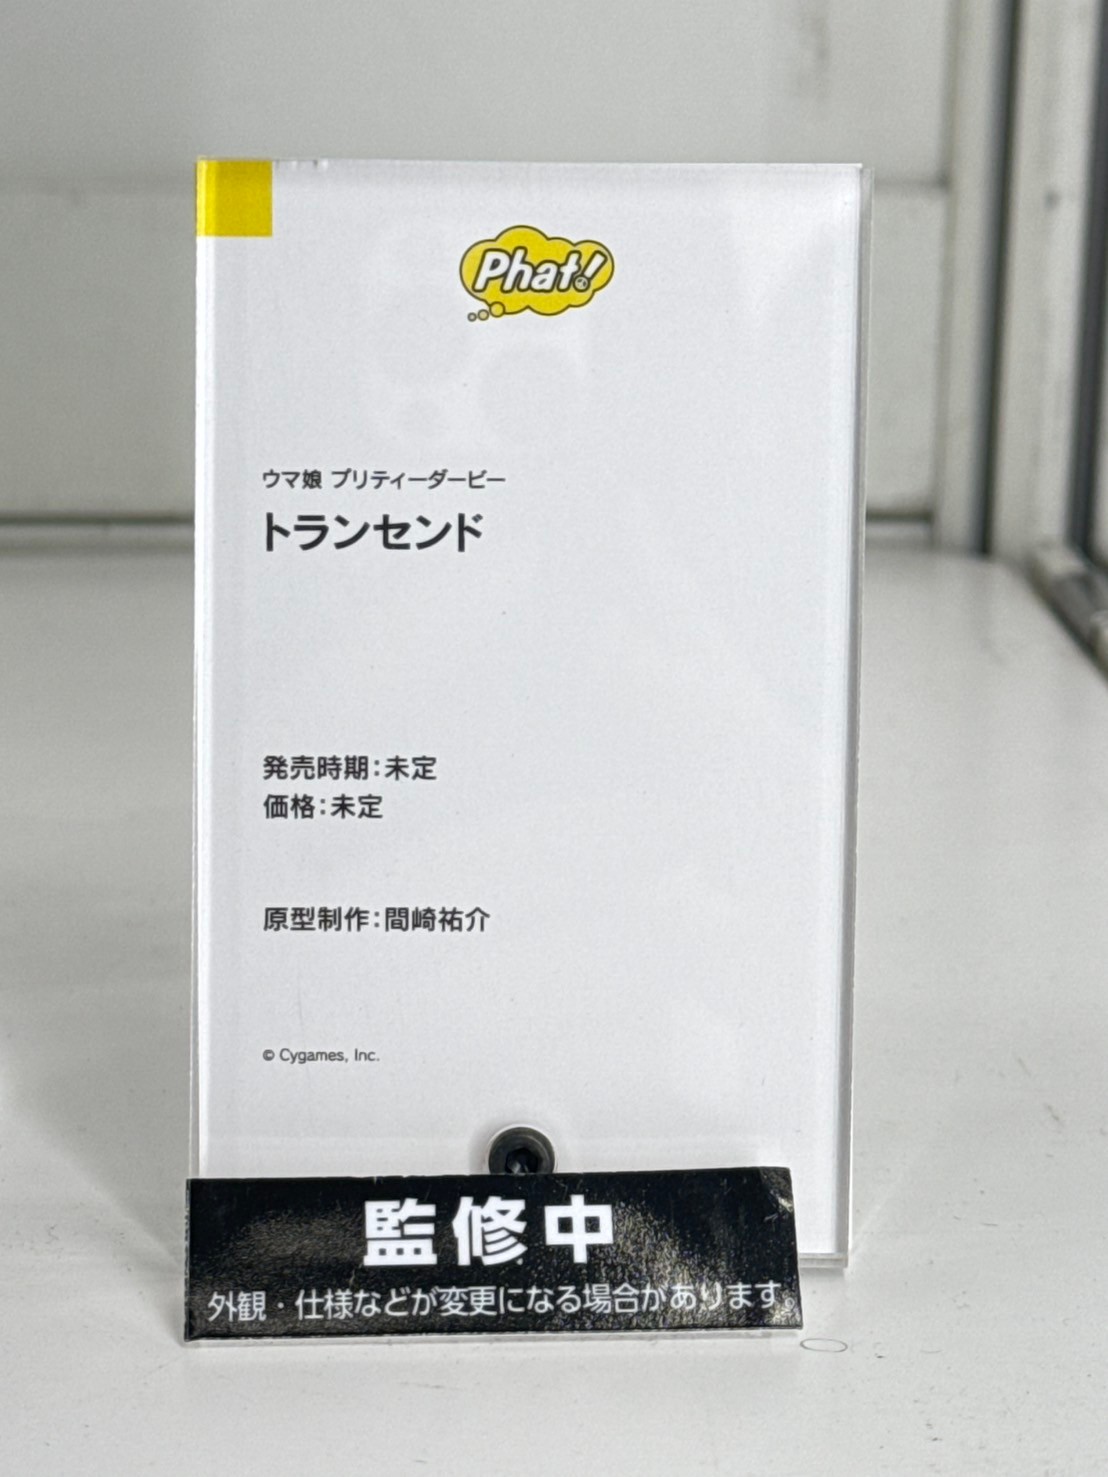 Phat!
ウマ娘 プリティーダービー
トランセンド
発売時期:未定
価格:未定
原型制作:間崎祐介
© Cygames, Inc.
監修中
外観・仕様などが変更になる場合があります。